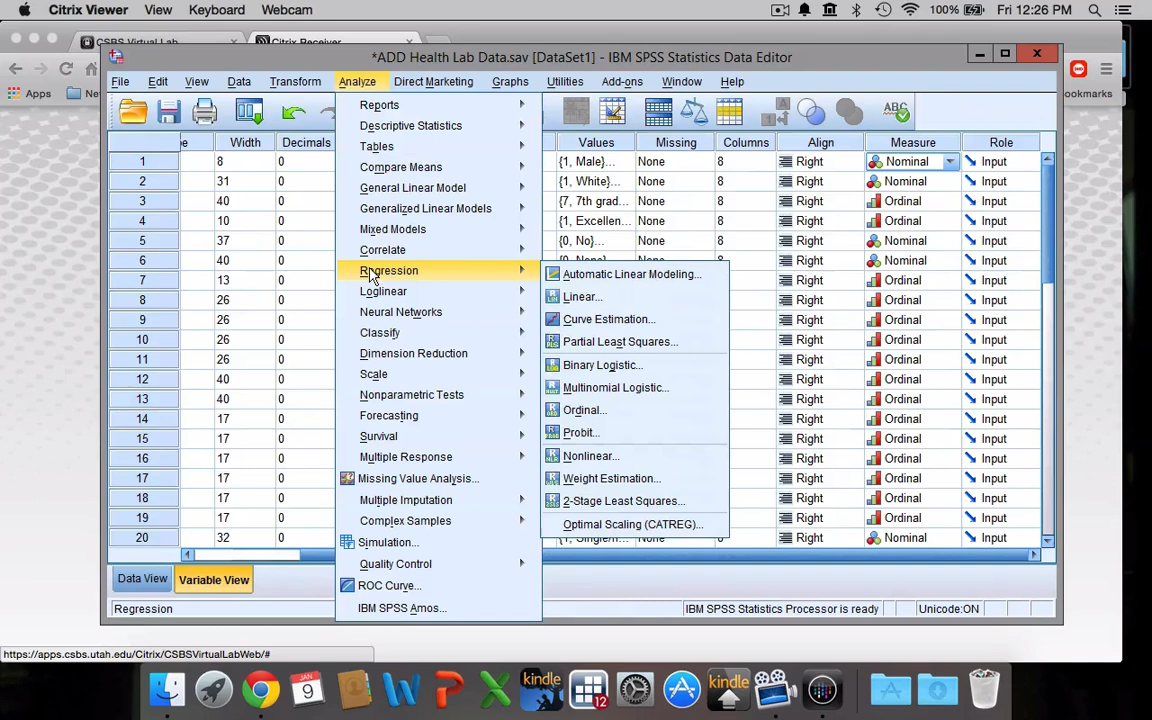 Citrix Viewer View Keyboard Webcam 100% Fri 12:26 PM
CSBS Virtual Lab Citrix Receiver
*ADD Health Lab Data.sav [DataSet1] - IBM SPSS Statistics Data Editor
Apps Ne ookmarks
File Edit View Data Transform Analyze Direct Marketing Graphs Utilities Add-ons Window Help
Width Decimals Values Missing Columns Align Measure Role
1 8 0 {1, Male}... None 8 Right Nominal Input
2 31 0 {1, White}... None 8 Right Nominal Input
3 40 0 {7, 7th grad... None 8 Right Ordinal Input
4 10 0 {1, Excellen... None 8 Right Ordinal Input
5 37 0 {0, No}... None 8 Right Nominal Input
6 40 0 {0, None}... None 8 Right Nominal Input
7 13 0 Right Ordinal Input
8 26 0 Right Ordinal Input
9 26 0 Right Ordinal Input
10 26 0 Right Ordinal Input
11 26 0 Right Ordinal Input
12 40 0 Right Ordinal Input
13 40 0 Right Ordinal Input
14 17 0 Right Ordinal Input
15 17 0 Right Ordinal Input
16 17 0 Right Ordinal Input
17 17 0 Right Ordinal Input
18 17 0 Right Ordinal Input
19 17 0 Right Ordinal Input
20 32 0 Right Nominal Input
Reports
Descriptive Statistics
Tables
Compare Means
General Linear Model
Generalized Linear Models
Mixed Models
Correlate
Regression
Loglinear
Neural Networks
Classify
Dimension Reduction
Scale
Nonparametric Tests
Forecasting
Survival
Multiple Response
Missing Value Analysis...
Multiple Imputation
Complex Samples
Simulation...
Quality Control
ROC Curve...
IBM SPSS Amos...
Automatic Linear Modeling...
Linear...
Curve Estimation...
Partial Least Squares...
Binary Logistic...
Multinomial Logistic...
Ordinal...
Probit...
Nonlinear...
Weight Estimation...
2-Stage Least Squares...
Optimal Scaling (CATREG)...
Data View Variable View
Regression IBM SPSS Statistics Processor is ready Unicode:ON
https://apps.csbs.utah.edu/Citrix/CSBSVirtualLabWeb/#
JAN 9 kindle 12 kindle